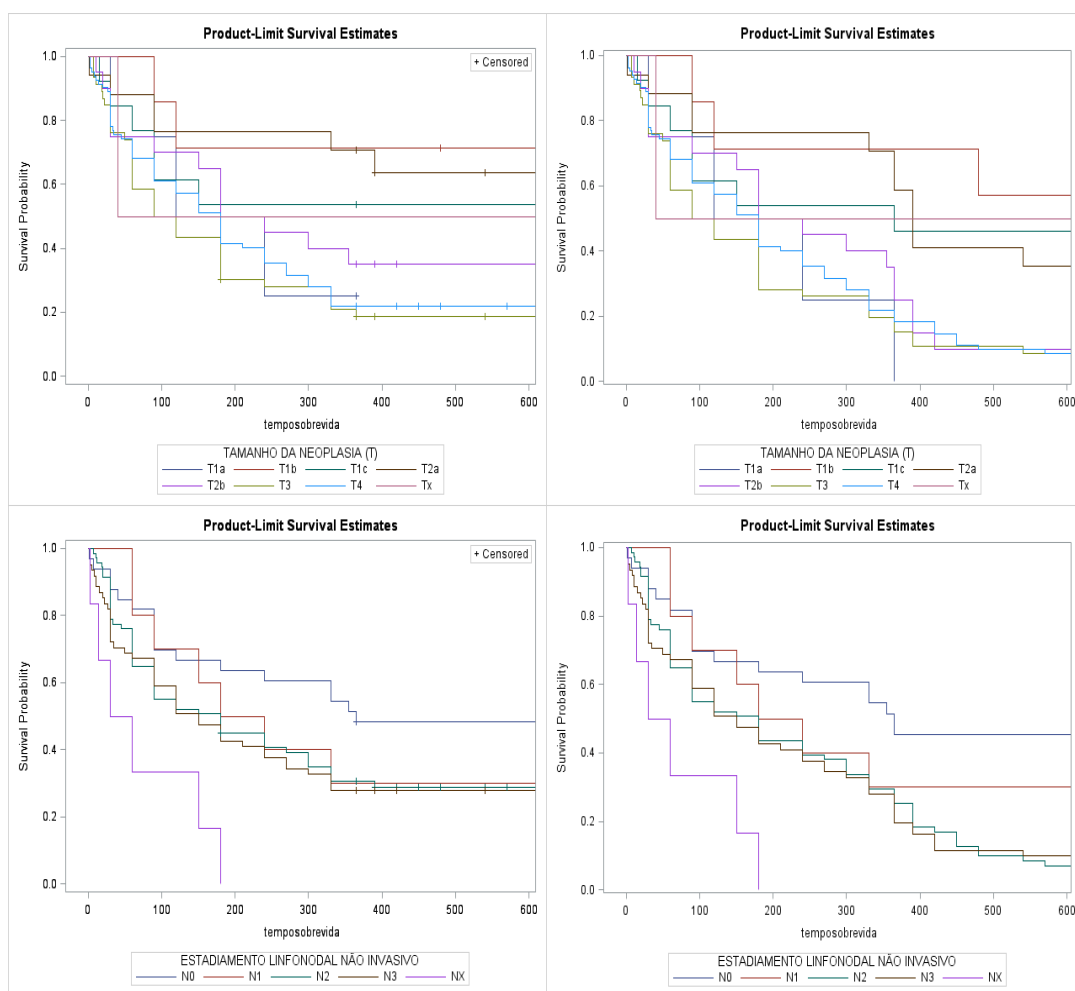 Product-Limit Survival Estimates
+ Censored
Survival Probability
1.0
0.8
0.6
0.4
0.2
0.0
0 100 200 300 400 500 600
temposobrevida
TAMANHO DA NEOPLASIA (T)
T1a T1b T1c T2a
T2b T3 T4 Tx
Product-Limit Survival Estimates
Survival Probability
1.0
0.8
0.6
0.4
0.2
0.0
0 100 200 300 400 500 600
temposobrevida
TAMANHO DA NEOPLASIA (T)
T1a T1b T1c T2a
T2b T3 T4 Tx
Product-Limit Survival Estimates
+ Censored
Survival Probability
1.0
0.8
0.6
0.4
0.2
0.0
0 100 200 300 400 500 600
temposobrevida
ESTADIAMENTO LINFONODAL NÃO INVASIVO
N0 N1 N2 N3 NX
Product-Limit Survival Estimates
Survival Probability
1.0
0.8
0.6
0.4
0.2
0.0
0 100 200 300 400 500 600
temposobrevida
ESTADIAMENTO LINFONODAL NÃO INVASIVO
N0 N1 N2 N3 NX